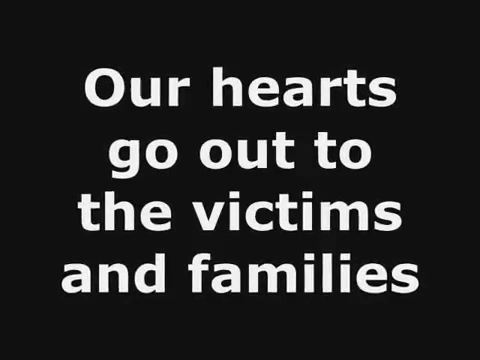 Our hearts
go out to
the victims
and families